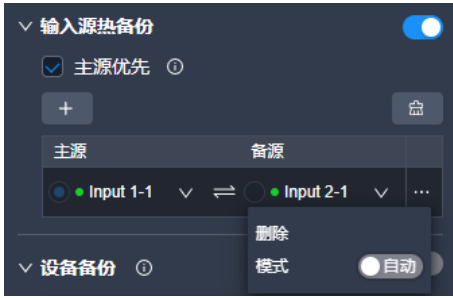 输入源热备份
主源优先
主源 备源
Input 1-1 Input 2-1 ...
删除
设备备份 模式 自动